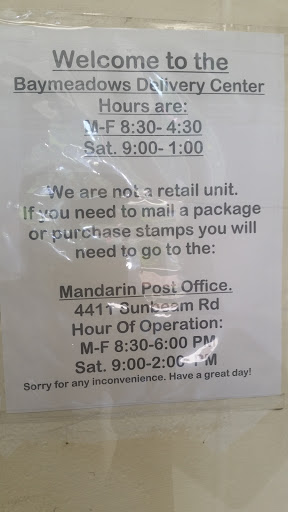 Welcome to the
Baymeadows Delivery Center
Hours are:
M-F 8:30- 4:30
Sat. 9:00- 1:00
We are not a retail unit.
If you need to mail a package
or purchase stamps you will
need to go to the:
Mandarin Post Office.
4411 Sunbeam Rd
Hour Of Operation:
M-F 8:30-6:00 PM
Sat. 9:00-2:00 PM
Sorry for any inconvenience. Have a great day!